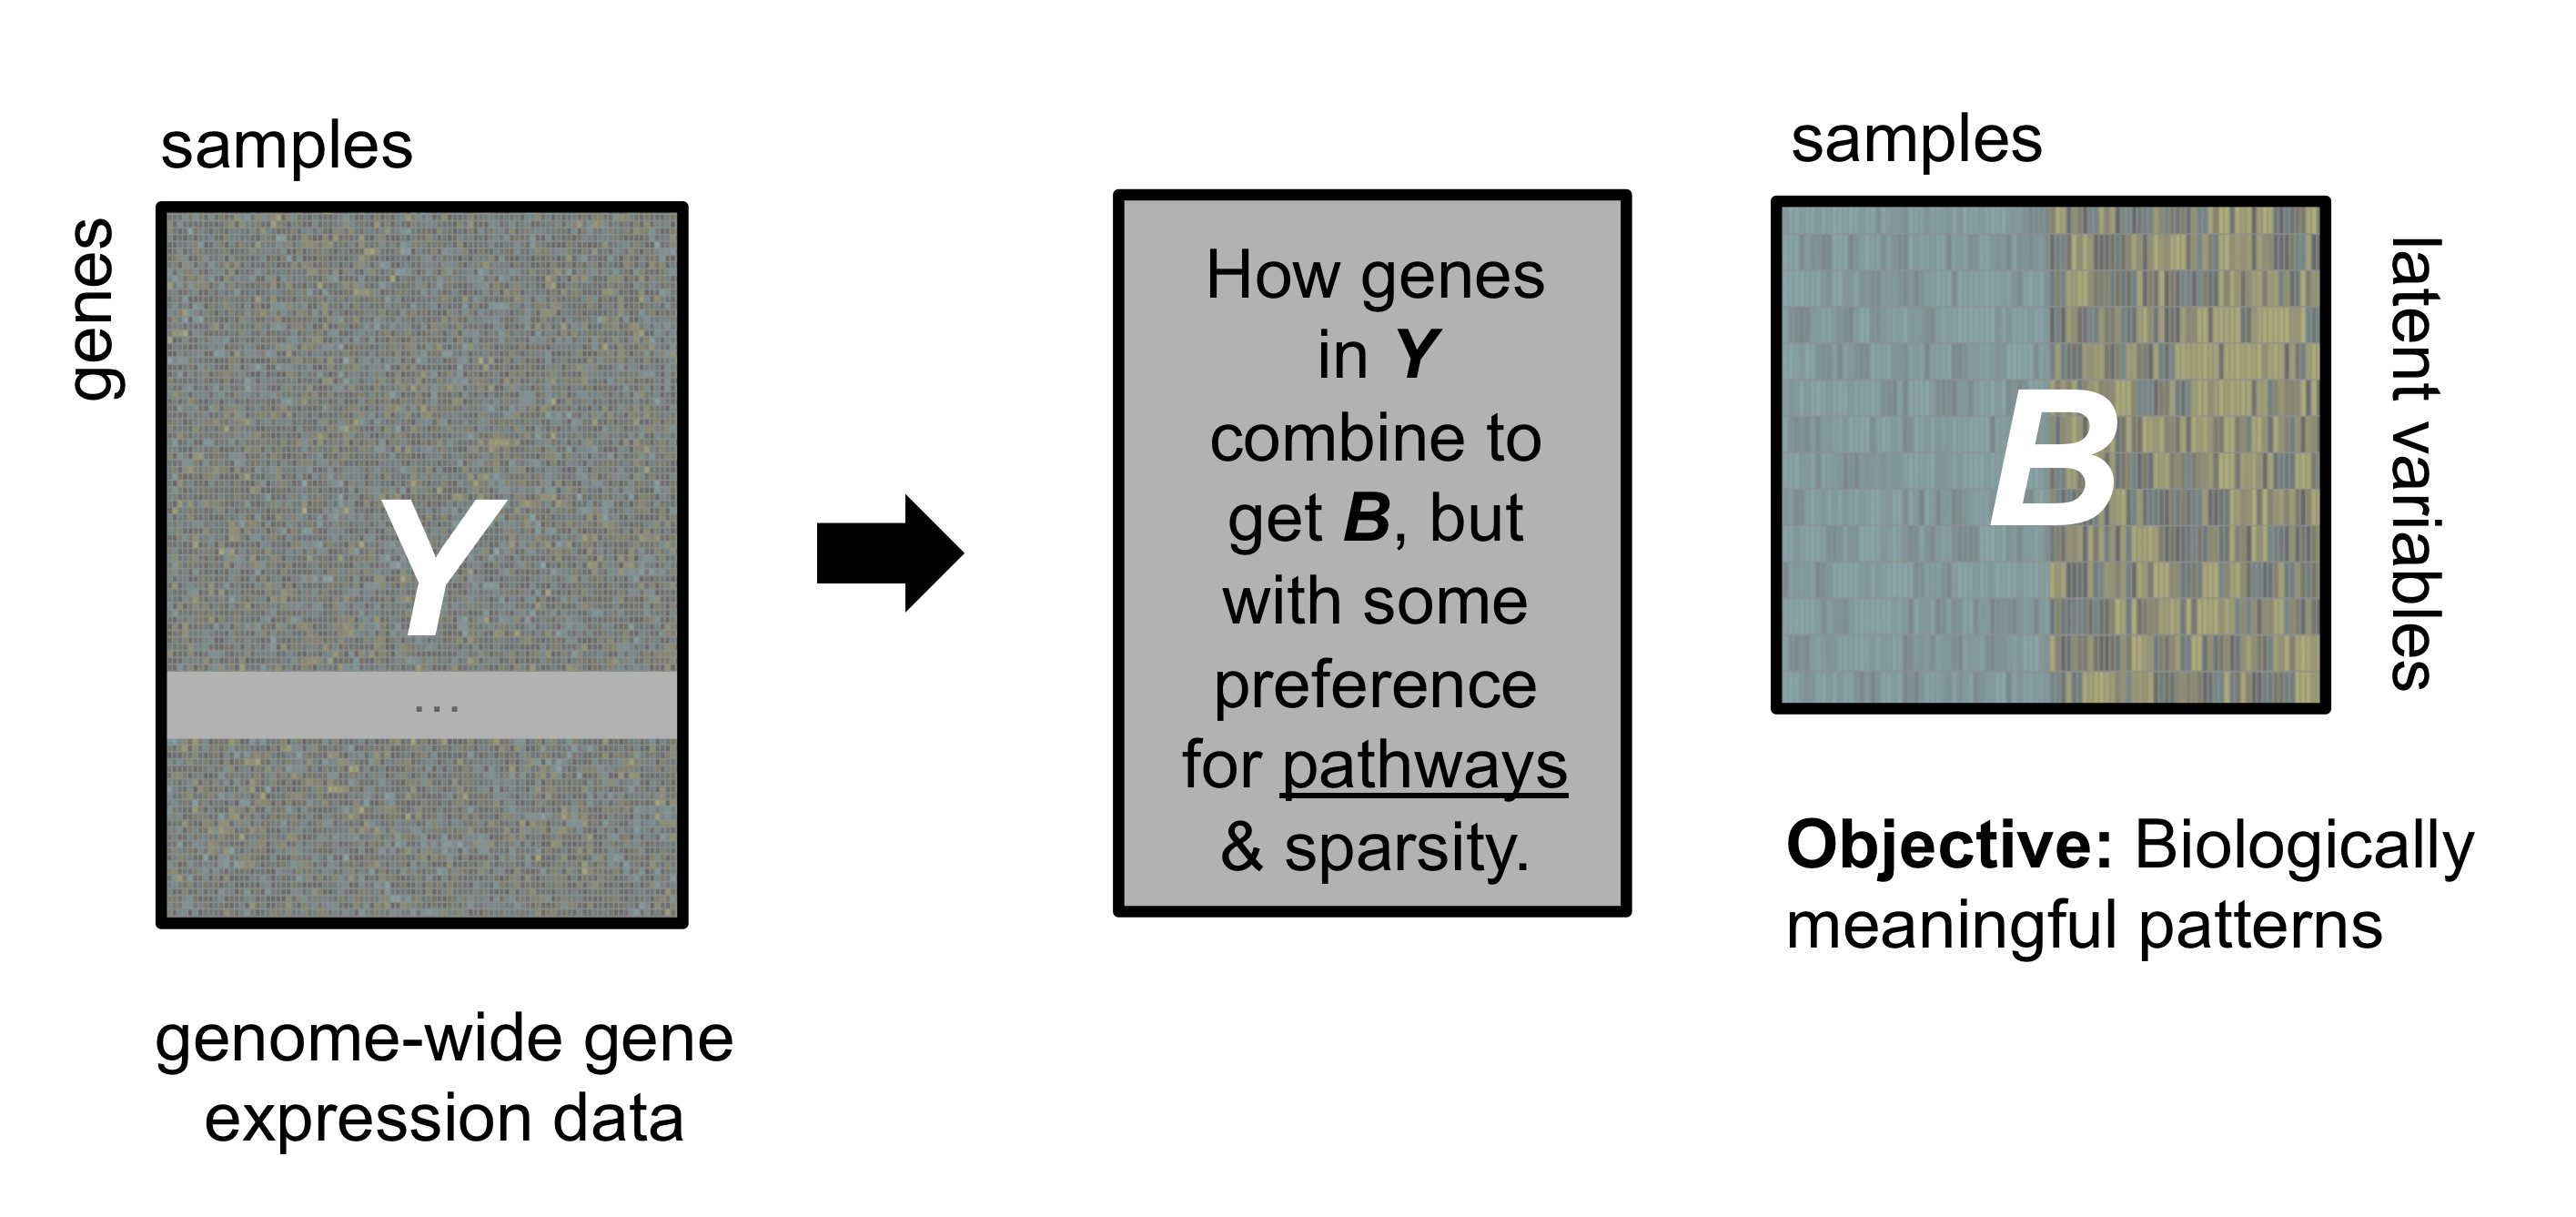 samples
genes
Y
...
genome-wide gene
expression data
How genes
in Y
combine to
get B, but
with some
preference
for pathways
& sparsity.
samples
B
latent variables
Objective: Biologically
meaningful patterns